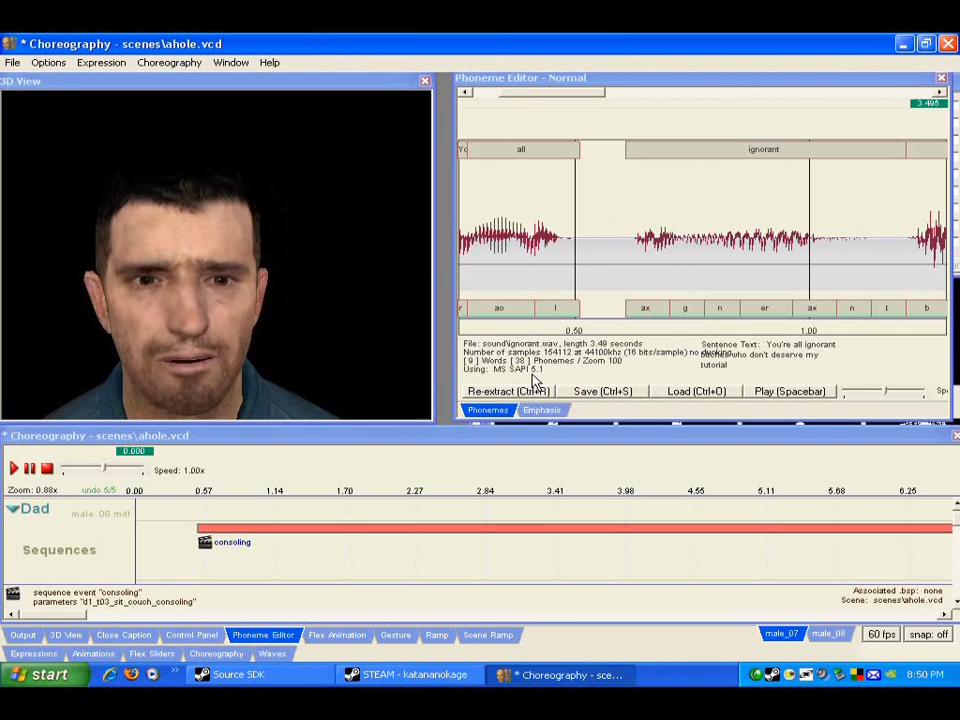 * Choreography - scenes\ahole.vcd
File Options Expression Choreography Window Help
3D View
Phoneme Editor - Normal
3.495
all ignorant
r ao l ax g n er ax n t b
0.50 1.00
File: sound\ignorant.wav, length 3.49 seconds
Number of samples 154112 at 44100khz (16 bits/sample) no
[ 9 ] Words [ 38 ] Phonemes / Zoom 100
Using: MS SAPI 5.1
Sentence Text: You're all ignorant
bitches who don't deserve my
tutorial
Re-extract (Ctrl+R) Save (Ctrl+S) Load (Ctrl+O) Play (Spacebar)
Phonemes Emphasis
* Choreography - scenes\ahole.vcd
0.000
Speed: 1.00x
Zoom: 0.88x undo 5/5 0.00 0.57 1.14 1.70 2.27 2.84 3.41 3.98 4.55 5.11 5.68 6.25
Dad male_08.mdl
consoling
Sequences
sequence event "consoling"
parameters "d1_t03_sit_couch_consoling"
Associated .bsp: none
Scene: scenes\ahole.vcd
Output 3D View Close Caption Control Panel Phoneme Editor Flex Animation Gesture Ramp Scene Ramp
male_07 male_08 60 fps snap: off
Expressions Animations Flex Sliders Choreography Waves
start Source SDK STEAM - katananokage * Choreography - sce... 8:50 PM